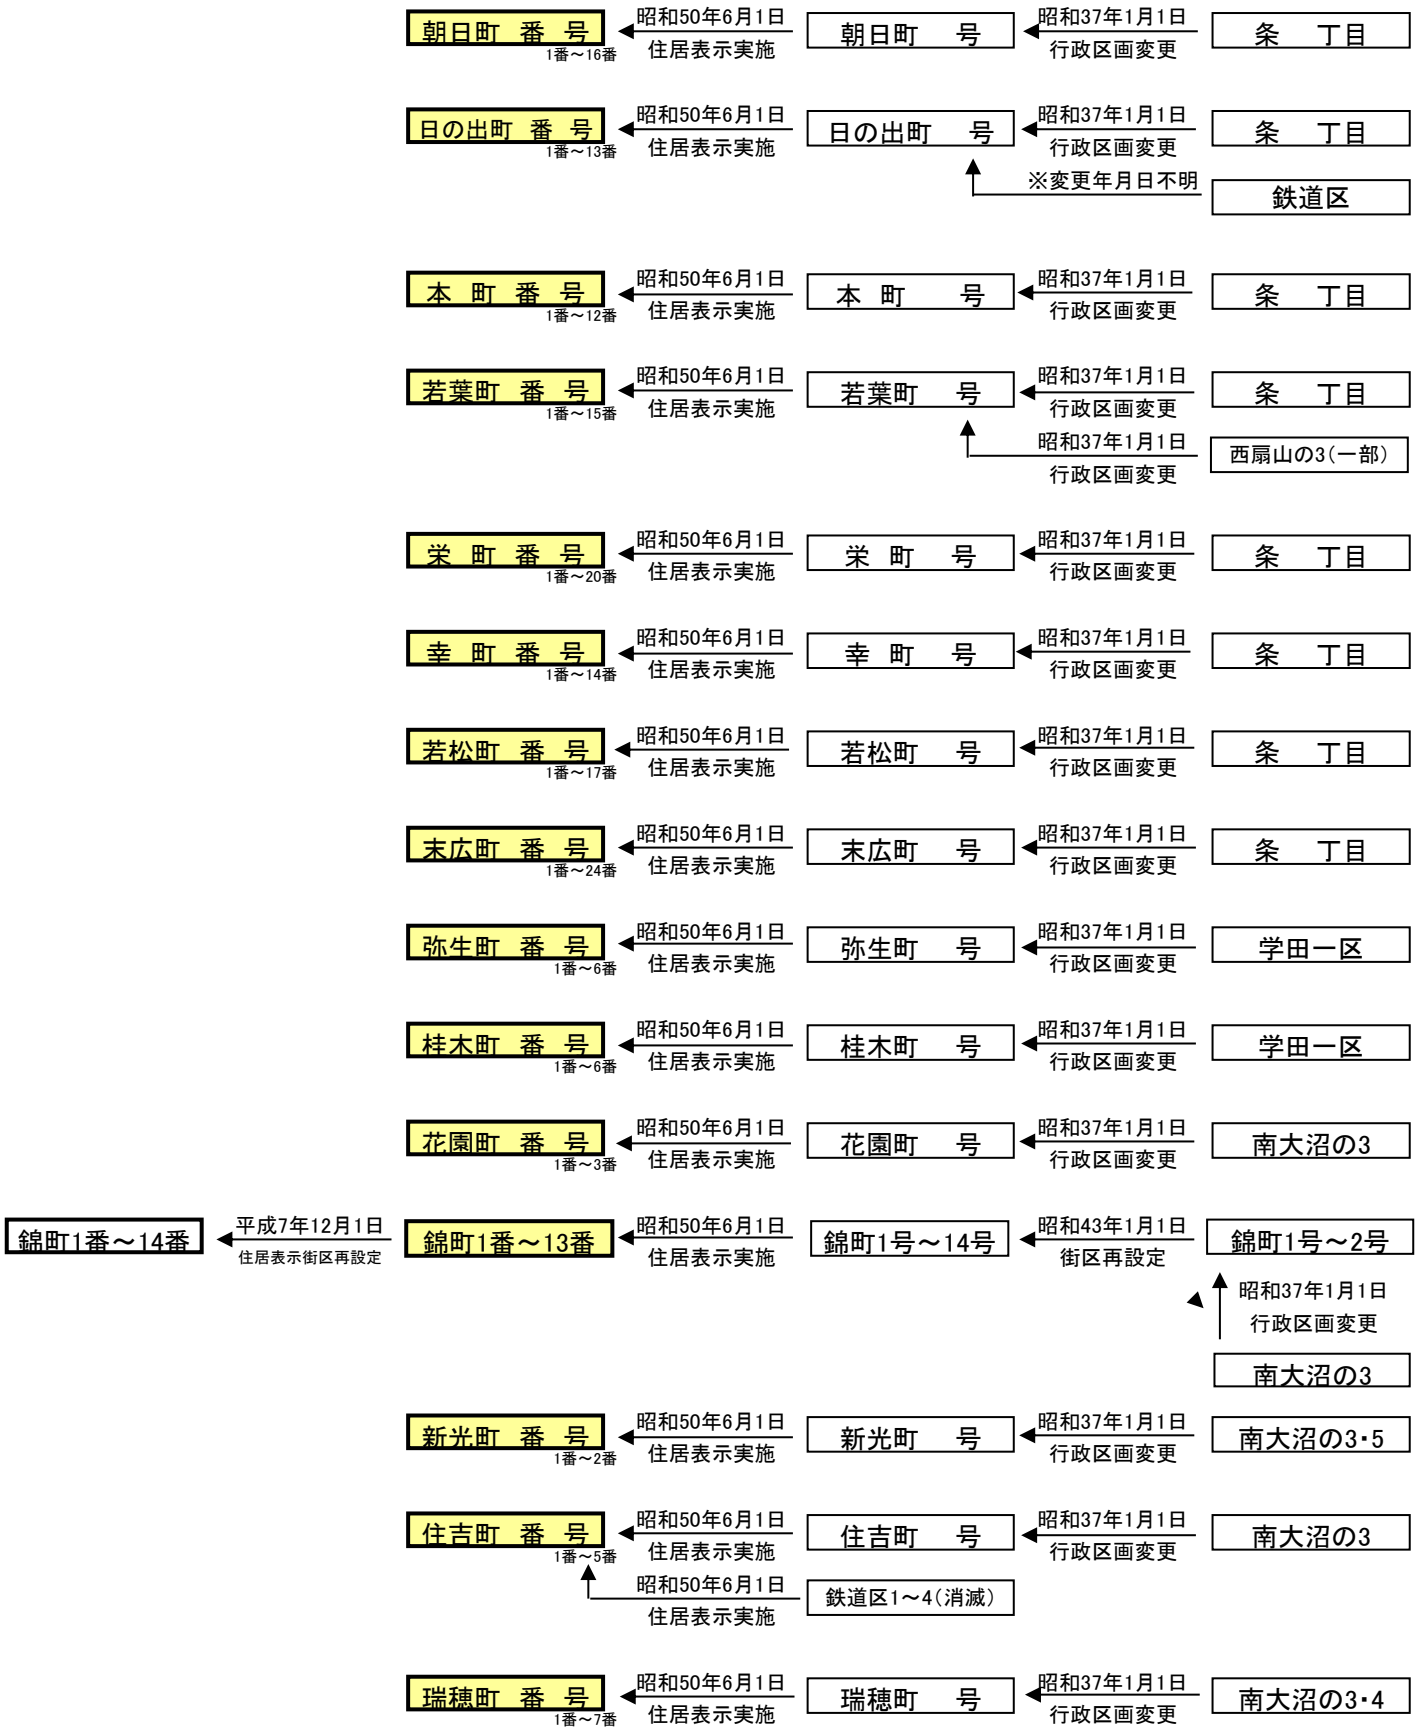 朝日町 番 号
1番～16番
昭和50年6月1日
住居表示実施
朝日町 号
昭和37年1月1日
行政区画変更
条 丁目
日の出町 番 号
1番～13番
昭和50年6月1日
住居表示実施
日の出町 号
昭和37年1月1日
行政区画変更
条 丁目
※変更年月日不明
鉄道区
本 町 番 号
1番～12番
昭和50年6月1日
住居表示実施
本 町 号
昭和37年1月1日
行政区画変更
条 丁目
若葉町 番 号
1番～15番
昭和50年6月1日
住居表示実施
若葉町 号
昭和37年1月1日
行政区画変更
条 丁目
昭和37年1月1日
行政区画変更
西扇山の3(一部)
栄 町 番 号
1番～20番
昭和50年6月1日
住居表示実施
栄 町 号
昭和37年1月1日
行政区画変更
条 丁目
幸 町 番 号
1番～14番
昭和50年6月1日
住居表示実施
幸 町 号
昭和37年1月1日
行政区画変更
条 丁目
若松町 番 号
1番～17番
昭和50年6月1日
住居表示実施
若松町 号
昭和37年1月1日
行政区画変更
条 丁目
末広町 番 号
1番～24番
昭和50年6月1日
住居表示実施
末広町 号
昭和37年1月1日
行政区画変更
条 丁目
弥生町 番 号
1番～6番
昭和50年6月1日
住居表示実施
弥生町 号
昭和37年1月1日
行政区画変更
学田一区
桂木町 番 号
1番～6番
昭和50年6月1日
住居表示実施
桂木町 号
昭和37年1月1日
行政区画変更
学田一区
花園町 番 号
1番～3番
昭和50年6月1日
住居表示実施
花園町 号
昭和37年1月1日
行政区画変更
南大沼の3
錦町1番～14番
平成7年12月1日
住居表示街区再設定
錦町1番～13番
昭和50年6月1日
住居表示実施
錦町1号～14号
昭和43年1月1日
街区再設定
錦町1号～2号
昭和37年1月1日
行政区画変更
南大沼の3
新光町 番 号
1番～2番
昭和50年6月1日
住居表示実施
新光町 号
昭和37年1月1日
行政区画変更
南大沼の3･5
住吉町 番 号
1番～5番
昭和50年6月1日
住居表示実施
住吉町 号
昭和37年1月1日
行政区画変更
南大沼の3
昭和50年6月1日
住居表示実施
鉄道区1～4(消滅)
瑞穂町 番 号
1番～7番
昭和50年6月1日
住居表示実施
瑞穂町 号
昭和37年1月1日
行政区画変更
南大沼の3･4